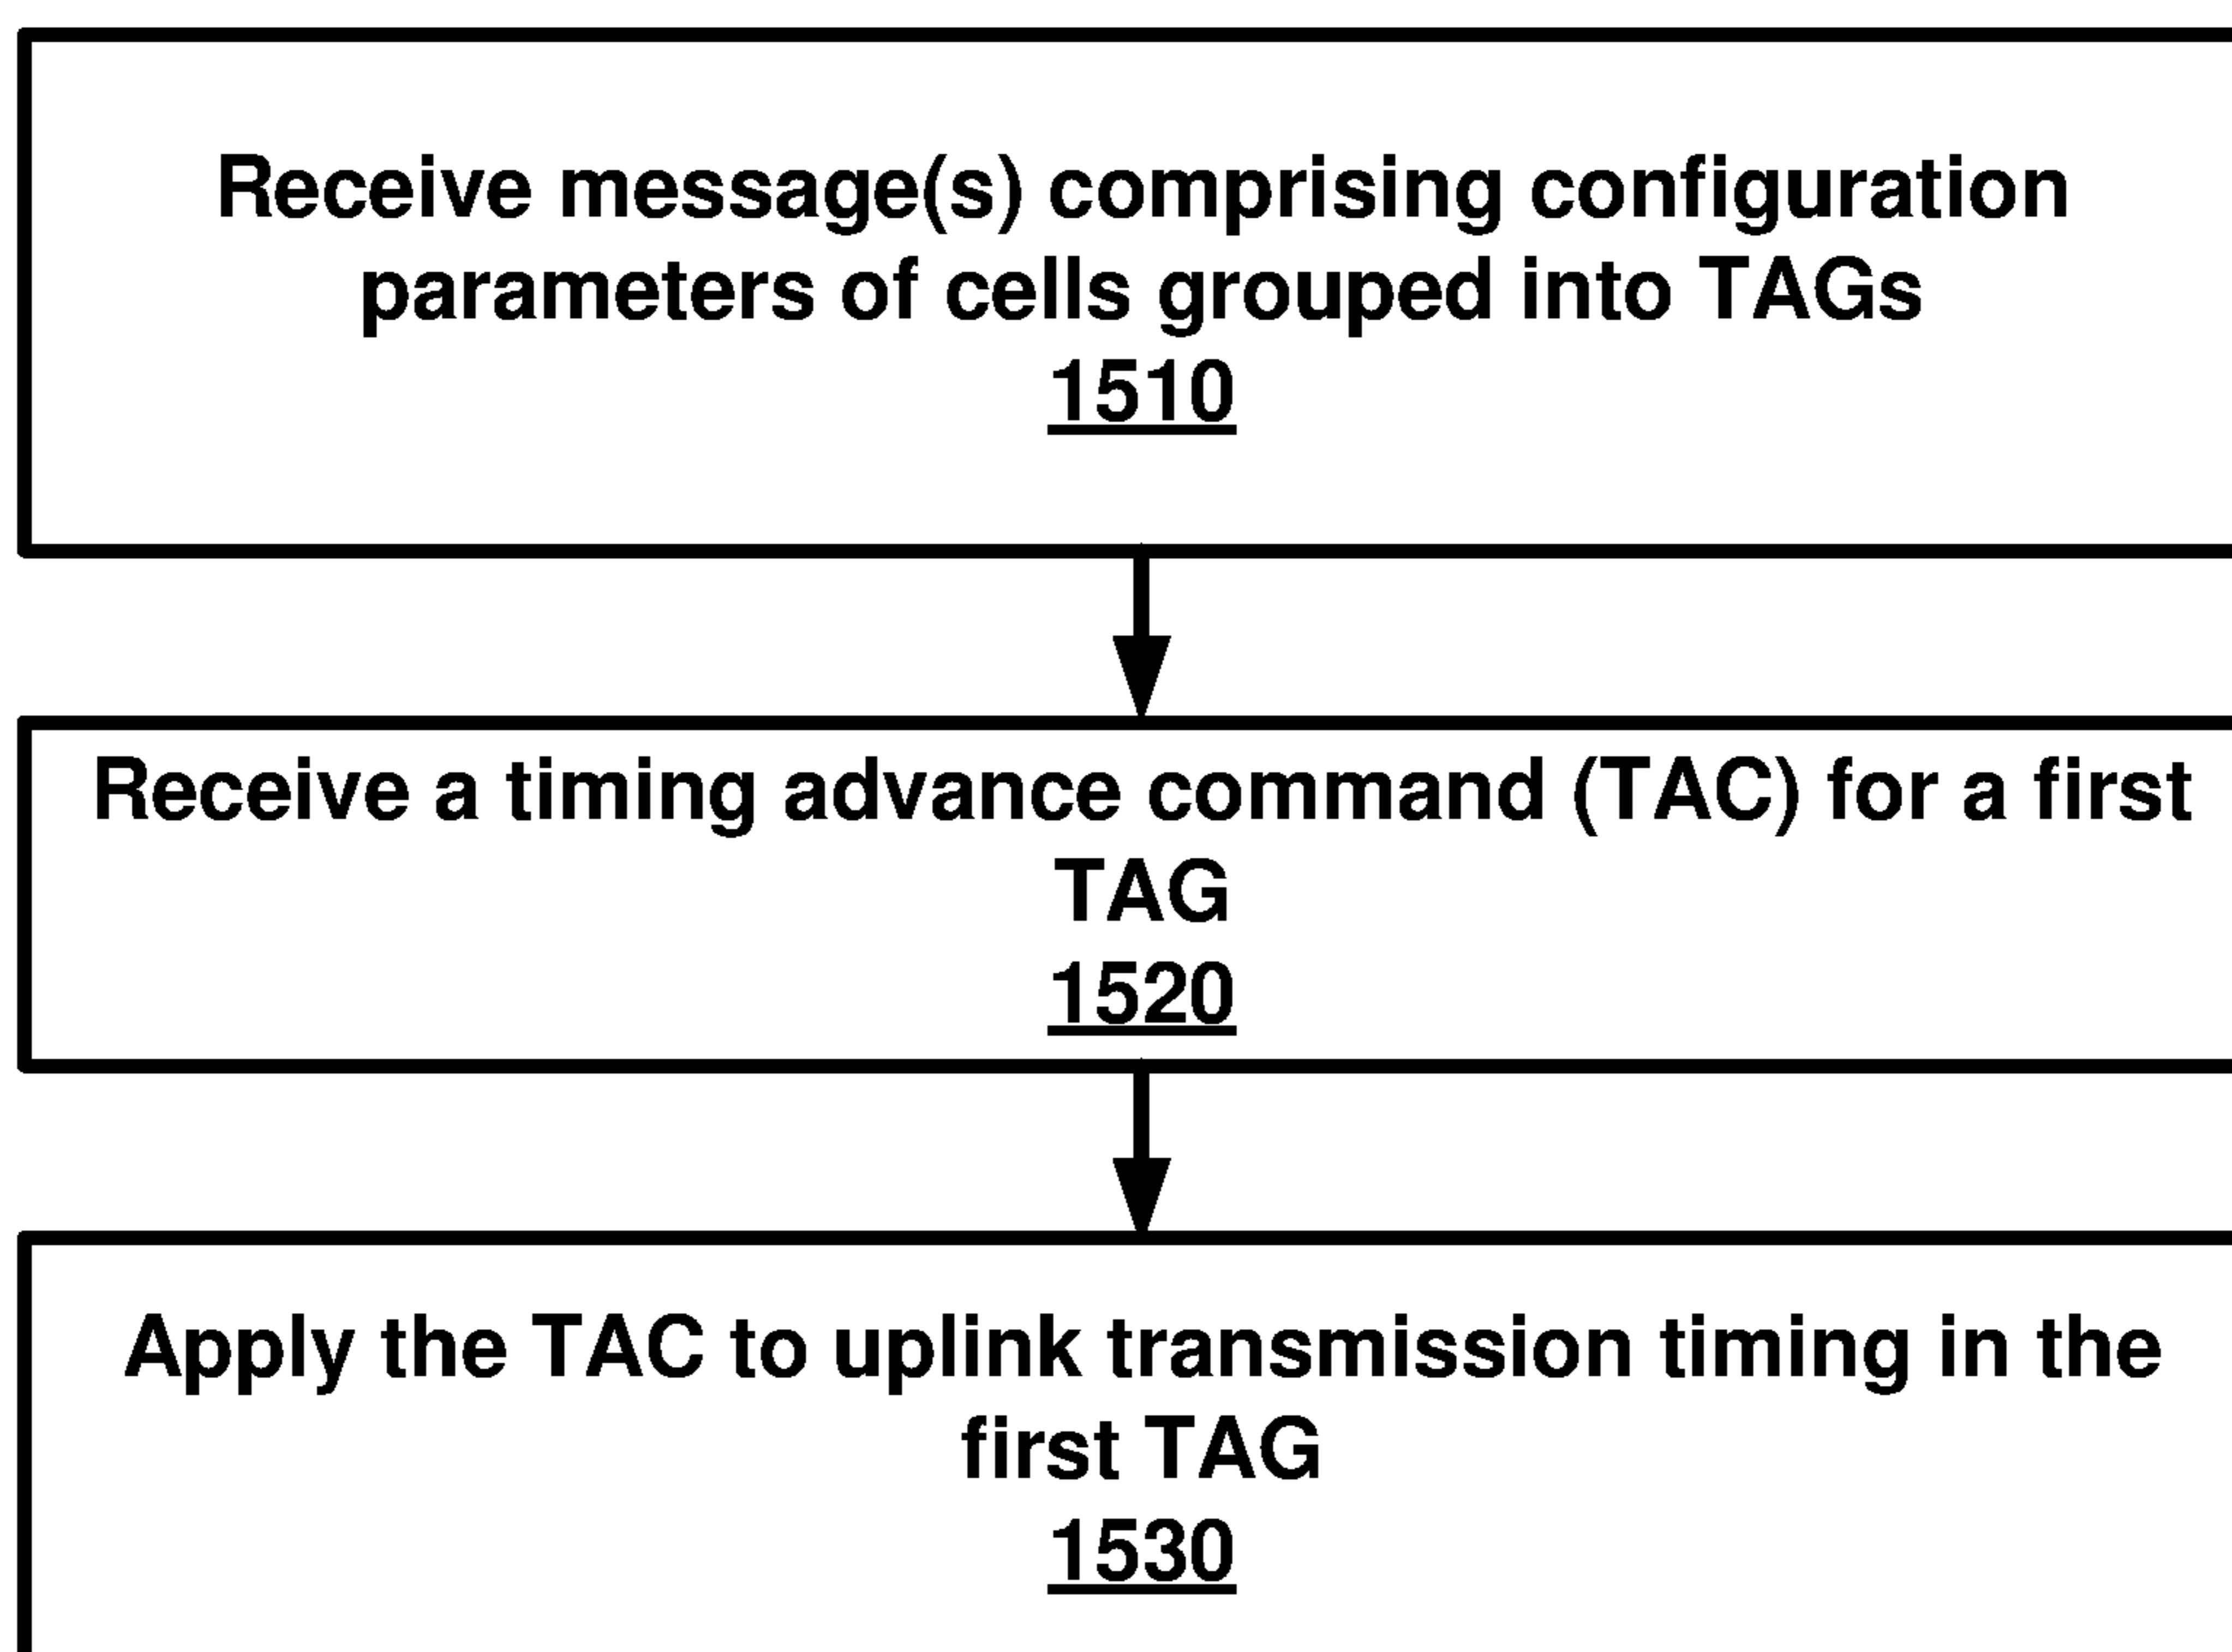 Receive message(s) comprising configuration
parameters of cells grouped into TAGs
1510
Receive a timing advance command (TAC) for a first
TAG
1520
Apply the TAC to uplink transmission timing in the
first TAG
1530